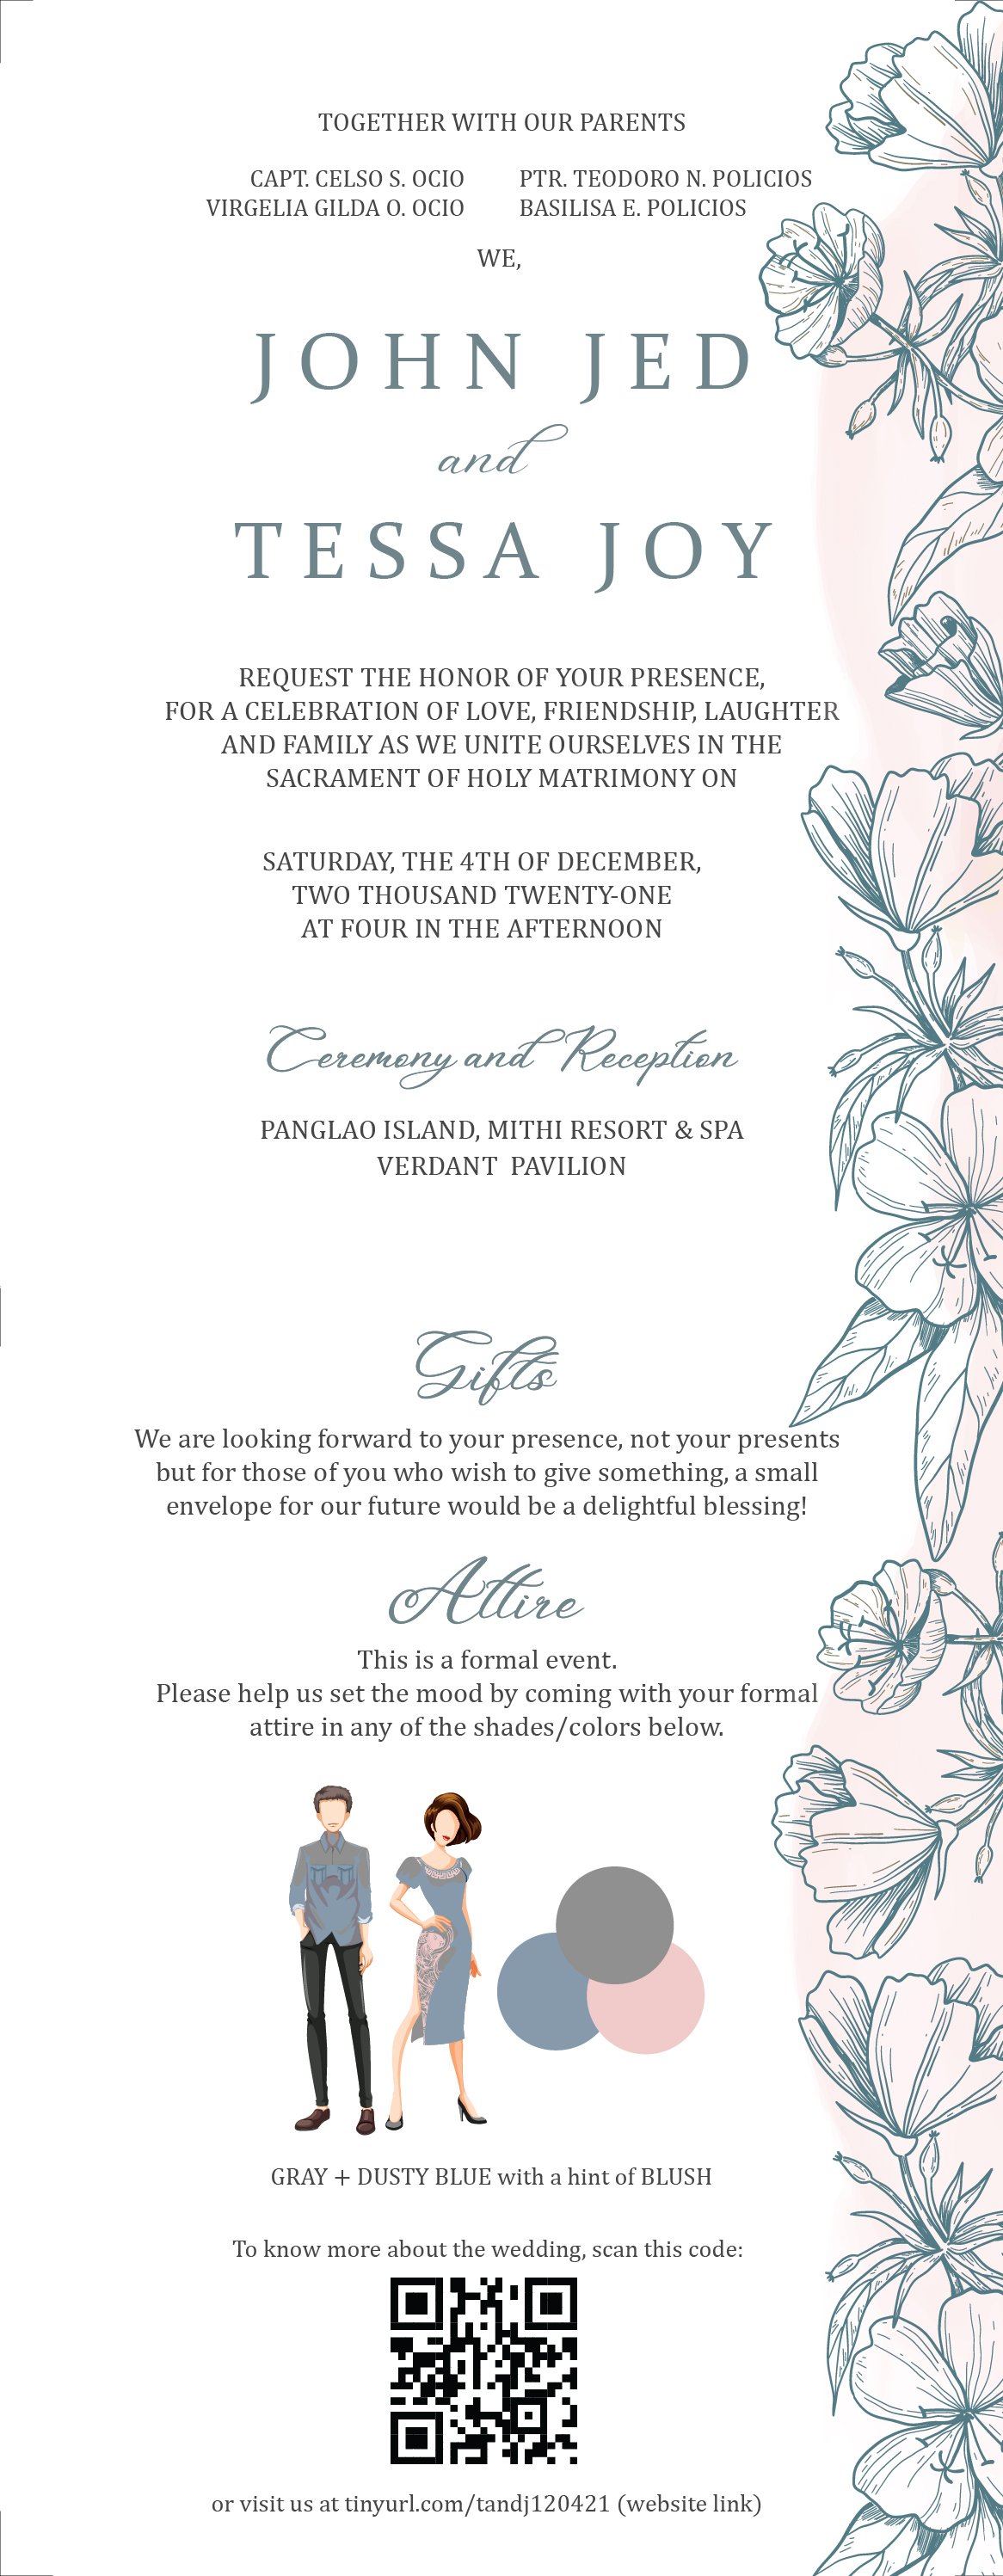 TOGETHER WITH OUR PARENTS
CAPT. CELSO S. OCIO
VIRGELIA GILDA O. OCIO
PTR. TEODORO N. POLICIOS
BASILISA E. POLICIOS
WE,
JOHN JED
and
TESSA JOY
REQUEST THE HONOR OF YOUR PRESENCE,
FOR A CELEBRATION OF LOVE, FRIENDSHIP, LAUGHTER
AND FAMILY AS WE UNITE OURSELVES IN THE
SACRAMENT OF HOLY MATRIMONY ON
SATURDAY, THE 4TH OF DECEMBER,
TWO THOUSAND TWENTY-ONE
AT FOUR IN THE AFTERNOON
Ceremony and Reception
PANGLAO ISLAND, MITHI RESORT & SPA
VERDANT PAVILION
Gifts
We are looking forward to your presence, not your presents
but for those of you who wish to give something, a small
envelope for our future would be a delightful blessing!
Attire
This is a formal event.
Please help us set the mood by coming with your formal
attire in any of the shades/colors below.
GRAY + DUSTY BLUE with a hint of BLUSH
To know more about the wedding, scan this code:
or visit us at tinyurl.com/tandj120421 (website link)